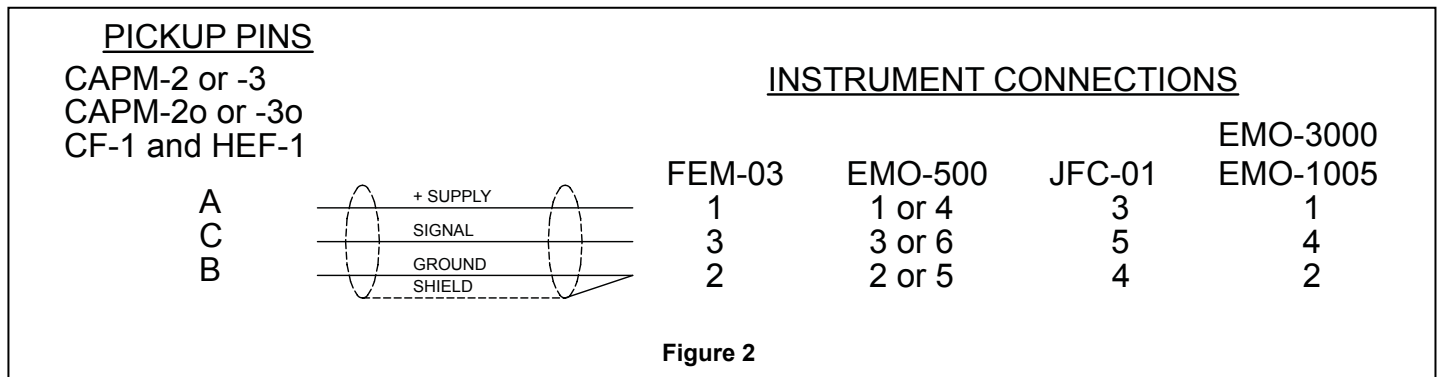 PICKUP PINS
CAPM-2 or -3
CAPM-2o or -3o
CF-1 and HEF-1
INSTRUMENT CONNECTIONS
EMO-3000
FEM-03 EMO-500 JFC-01 EMO-1005
A + SUPPLY 1 1 or 4 3 1
C SIGNAL 3 3 or 6 5 4
B GROUND 2 2 or 5 4 2
SHIELD
Figure 2